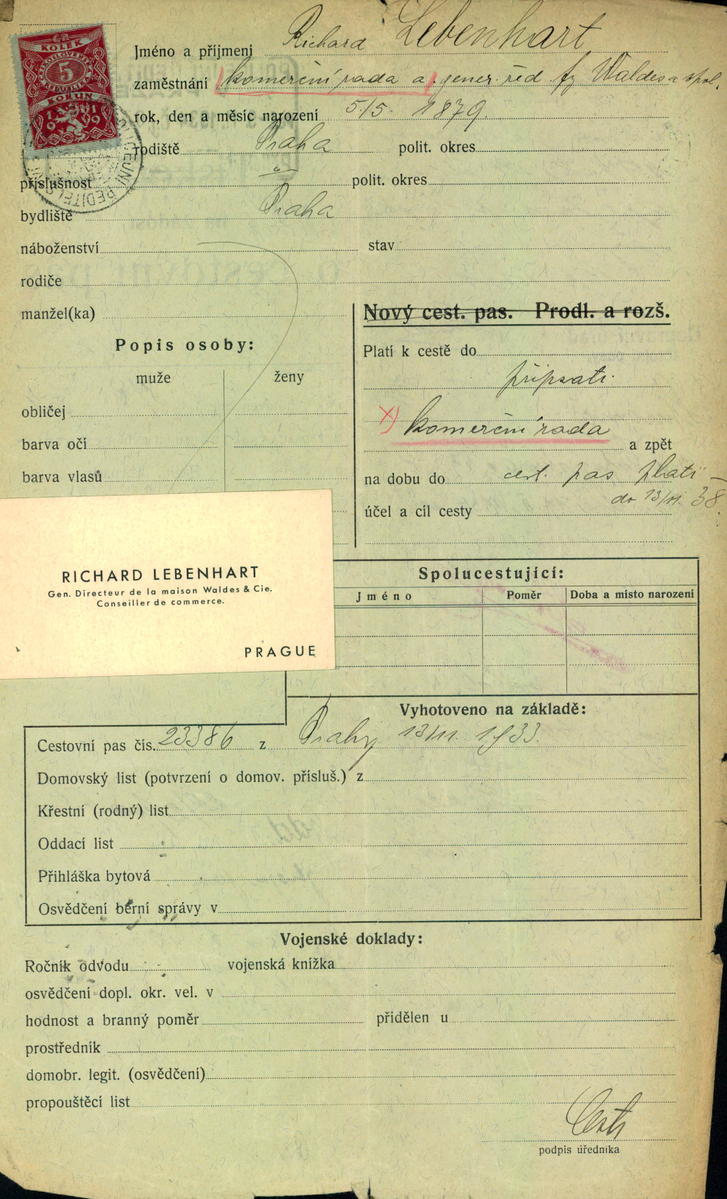 KOLEK
5
KORUN
1919
Jméno a příjmení Richard Lebenhart
zaměstnání komerční rada a gener. řed. fy Waldes a spol.
rok, den a měsíc narození 5/5. 1879.
rodiště Praha polit. okres
příslušnost " polit. okres
bydliště Praha
náboženství stav
rodiče
manžel(ka)
Popis osoby:
muže ženy
obličej
barva očí
barva vlasů
Nový cest. pas. Prodl. a rozš.
Platí k cestě do
připsati
x) komerční rada
a zpět
na dobu do cest. pas platí –
do 13/11. 38.
účel a cíl cesty
RICHARD LEBENHART
Gen. Directeur de la maison Waldes & Cie.
Conseiller de commerce.
PRAGUE
Spolucestující:
Jméno Poměr Doba a místo narození
Vyhotoveno na základě:
Cestovní pas čís. 23386 z Prahy 13/11. 1933.
Domovský list (potvrzení o domov. přísluš.) z
Křestní (rodný) list
Oddací list
Přihláška bytová
Osvědčení berní správy v
Vojenské doklady:
Ročník odvodu vojenská knížka
osvědčení dopl. okr. vel. v
hodnost a branný poměr přidělen u
prostředník
domobr. legit. (osvědčení)
propouštěcí list
podpis úředníka